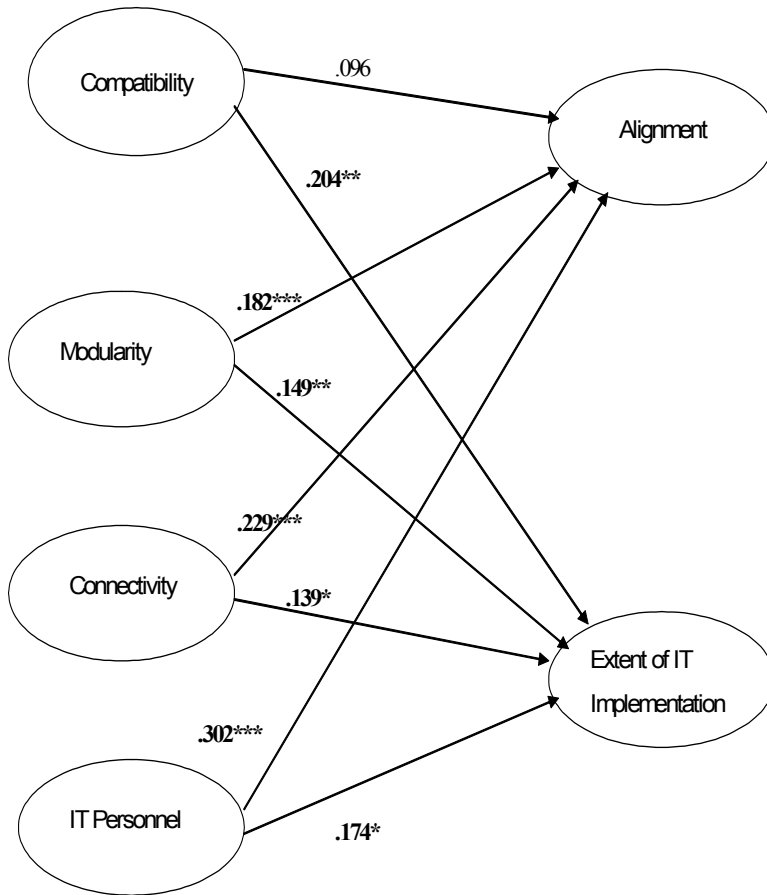 .096
Compatibility
Alignment
.204**
.182***
Modularity
.149**
.229***
Connectivity
.139*
Extent of IT
Implementation
.302***
IT Personnel
.174*